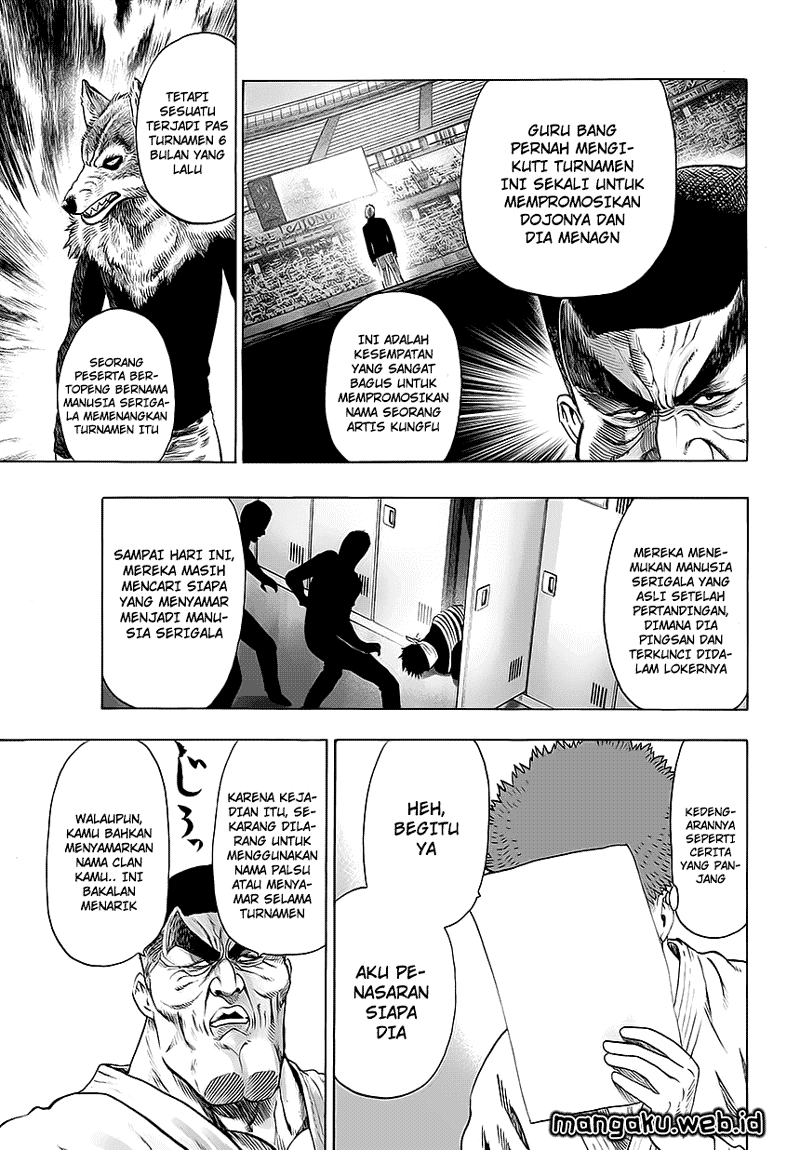 GURU BANG
PERNAH MENGI-
KUTI TURNAMEN
INI SEKALI UNTUK
MEMPROMOSIKAN
DOJONYA DAN
DIA MENAGN
INI ADALAH
KESEMPATAN
YANG SANGAT
BAGUS UNTUK
MEMPROMOSIKAN
NAMA SEORANG
ARTIS KUNGFU
TETAPI
SESUATU
TERJADI PAS
TURNAMEN 6
BULAN YANG
LALU
SEORANG
PESERTA BER-
TOPENG BERNAMA
MANUSIA SERIGA-
LA MEMENANGKAN
TURNAMEN ITU
MEREKA MENE-
MUKAN MANUSIA
SERIGALA YANG
ASLI SETELAH
PERTANDINGAN,
DIMANA DIA
PINGSAN DAN
TERKUNCI DIDA-
LAM LOKERNYA
SAMPAI HARI INI,
MEREKA MASIH
MENCARI SIAPA
YANG MENYAMAR
MENJADI MANU-
SIA SERIGALA
KEDENG-
ARANNYA
SEPERTI
CERITA
YANG PAN-
JANG
HEH,
BEGITU
YA
AKU PE-
NASARAN
SIAPA
DIA
KARENA KEJA-
DIAN ITU, SE-
KARANG DILA-
RANG UNTUK
MENGGUNAKAN
NAMA PALSU
ATAU MENYA-
MAR SELAMA
TURNAMEN
じろっ
WALAUPUN,
KAMU BAHKAN
MENYAMARKAN
NAMA CLAN
KAMU.. INI
BAKALAN
MENARIK
mangaku.web.id